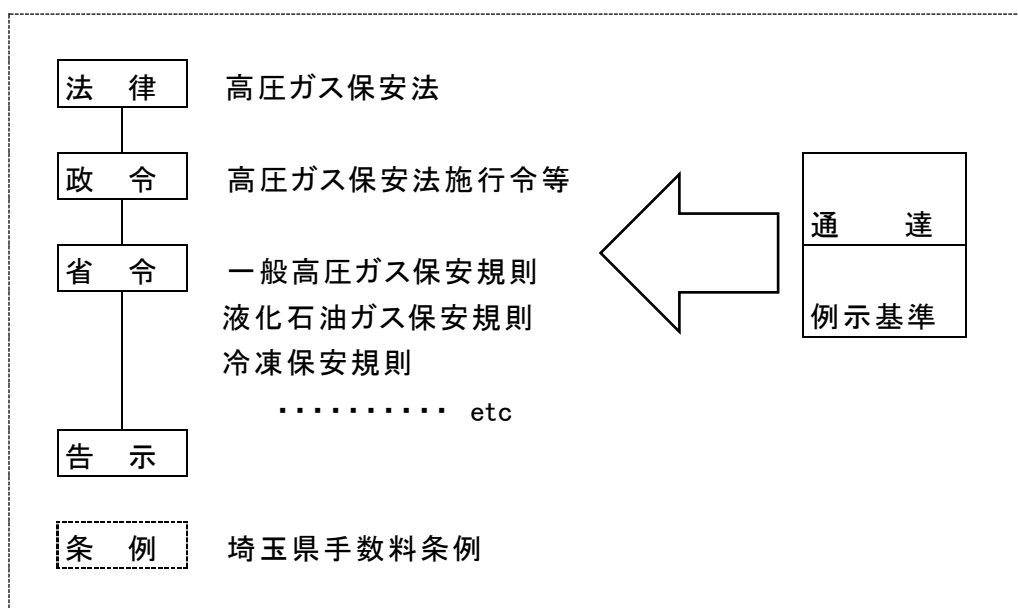 法 律 高圧ガス保安法
政 令 高圧ガス保安法施行令等
通 達
省 令 一般高圧ガス保安規則
液化石油ガス保安規則
例示基準
冷凍保安規則
・・・・・・・・・・ etc
告 示
条 例 埼玉県手数料条例